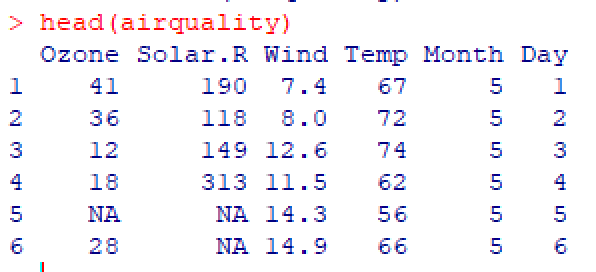 > head(airquality)
  Ozone Solar.R Wind Temp Month Day
1    41     190  7.4   67     5   1
2    36     118  8.0   72     5   2
3    12     149 12.6   74     5   3
4    18     313 11.5   62     5   4
5    NA      NA 14.3   56     5   5
6    28      NA 14.9   66     5   6